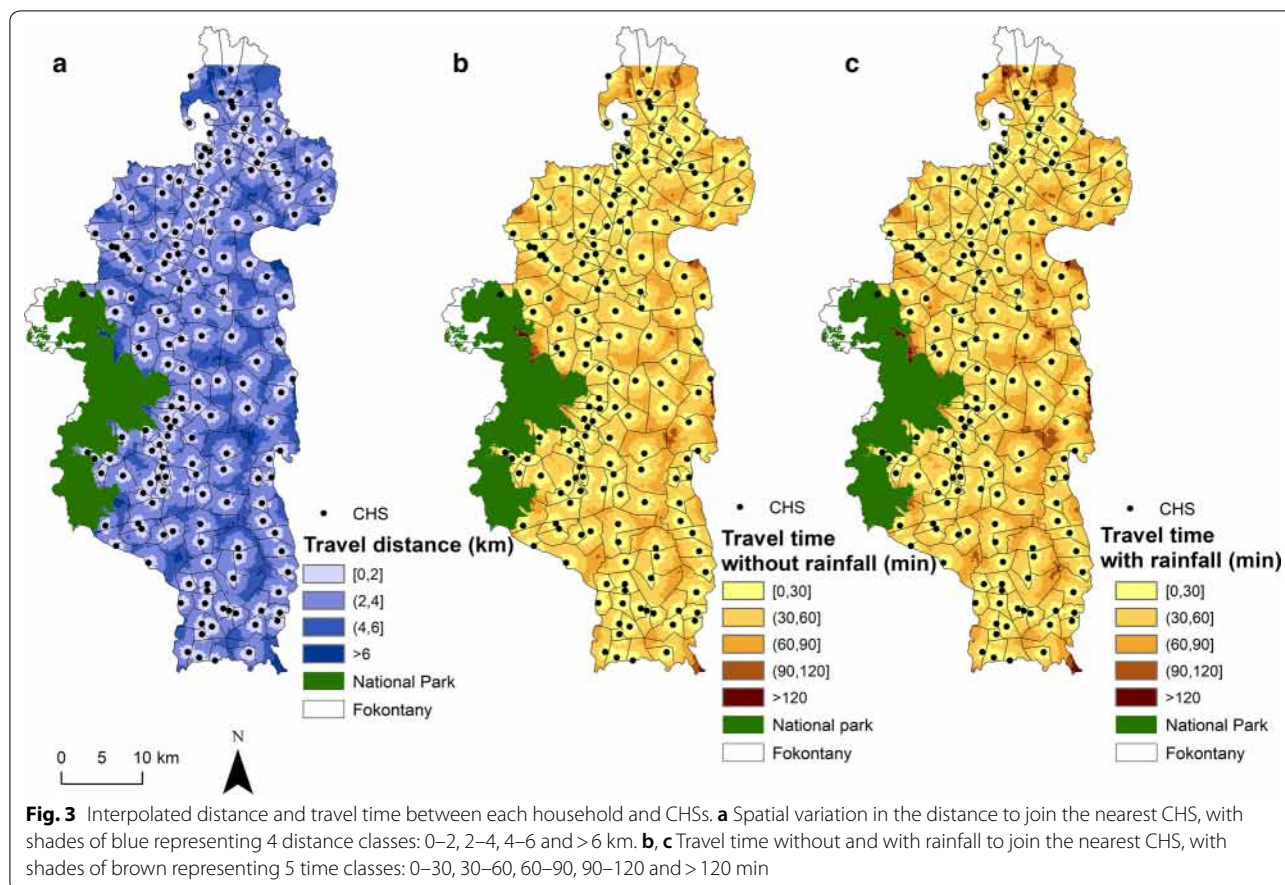 a
b
c
CHS
Travel distance (km)
[0,2]
(2,4]
(4,6]
>6
National Park
Fokontany
0 5 10 km
N
CHS
Travel time
without rainfall (min)
[0,30]
(30,60]
(60,90]
(90,120]
>120
National park
Fokontany
CHS
Travel time
with rainfall (min)
[0,30]
(30,60]
(60,90]
(90,120]
>120
National Park
Fokontany
Fig. 3 Interpolated distance and travel time between each household and CHSs. a Spatial variation in the distance to join the nearest CHS, with
shades of blue representing 4 distance classes: 0–2, 2–4, 4–6 and > 6 km. b, c Travel time without and with rainfall to join the nearest CHS, with
shades of brown representing 5 time classes: 0–30, 30–60, 60–90, 90–120 and > 120 min